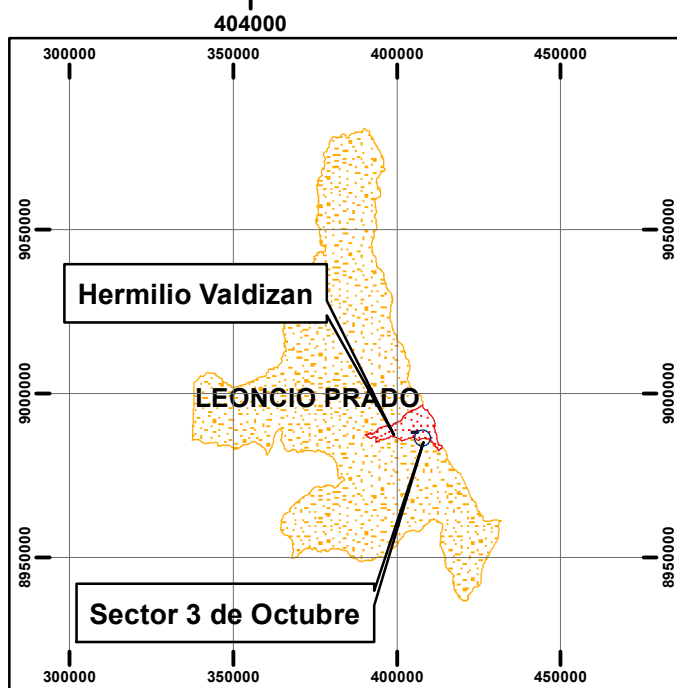 404000
300000 350000 400000 450000
9050000 9050000
Hermilio Valdizan
9000000 9000000
LEONCIO PRADO
8950000 8950000
Sector 3 de Octubre
300000 350000 400000 450000